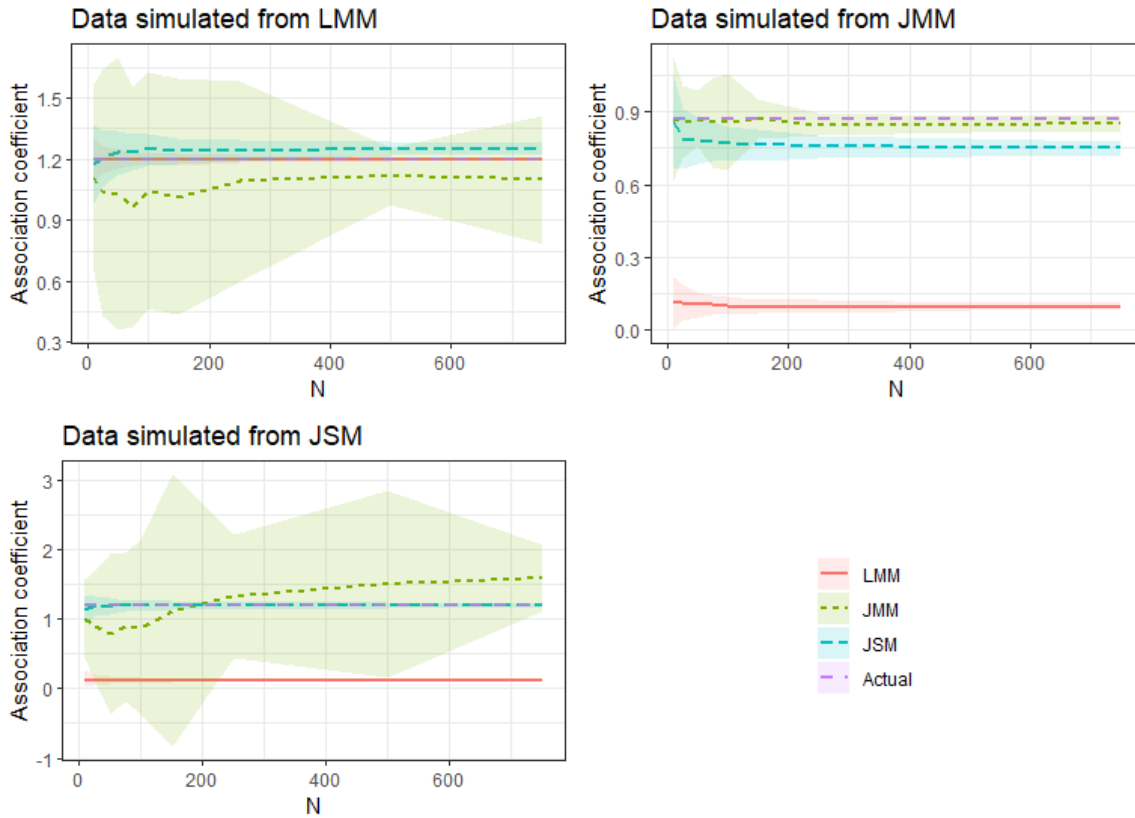 Data simulated from LMM
Association coefficient
1.5
1.2
0.9
0.6
0.3
0
200
400
600
N
Data simulated from JMM
Association coefficient
0.9
0.6
0.3
0.0
0
200
400
600
N
Data simulated from JSM
Association coefficient
3
2
1
0
-1
0
200
400
600
N
LMM
JMM
JSM
Actual